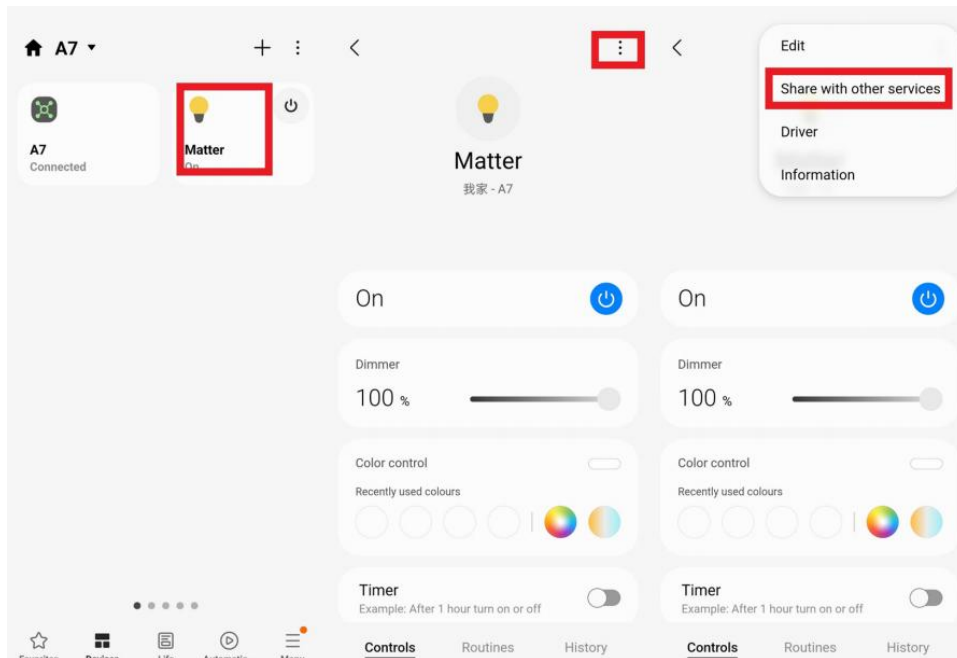 A7
A7
Connected
Matter
On
Matter
我家 - A7
On
Dimmer
100 %
Color control
Recently used colours
Timer
Example: After 1 hour turn on or off
Controls Routines History
Edit
Share with other services
Driver
Information
On
Dimmer
100 %
Color control
Recently used colours
Timer
Example: After 1 hour turn on or off
Controls Routines History